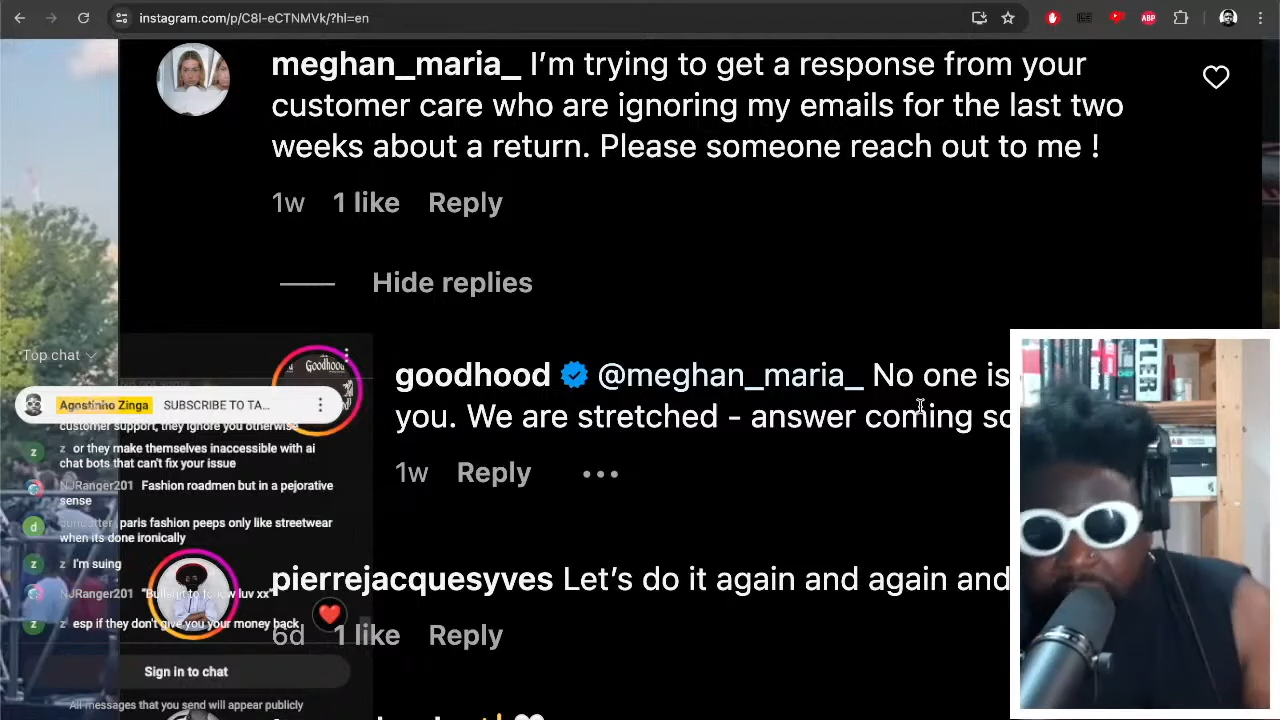 instagram.com/p/C8I-eCTNMVk/?hl=en
ABP
meghan_maria_ I'm trying to get a response from your
customer care who are ignoring my emails for the last two
weeks about a return. Please someone reach out to me !
1w 1 like Reply
Hide replies
Goodhood
goodhood @meghan_maria_ No one is
you. We are stretched - answer coming so
1w Reply
pierrejacquesyves Let's do it again and again and
6d 1 like Reply
Top chat
Agostinho Zinga SUBSCRIBE TO TA...
customer support, they ignore you otherwise
z z or they make themselves inaccessible with ai
chat bots that can't fix your issue
NJRanger201 Fashion roadmen but in a pejorative
sense
d paris fashion peeps only like streetwear
when its done ironically
z z I'm suing
NJRanger201 "Bullshit to follow luv xx"
z z esp if they don't give you your money back
Sign in to chat
All messages that you send will appear publicly